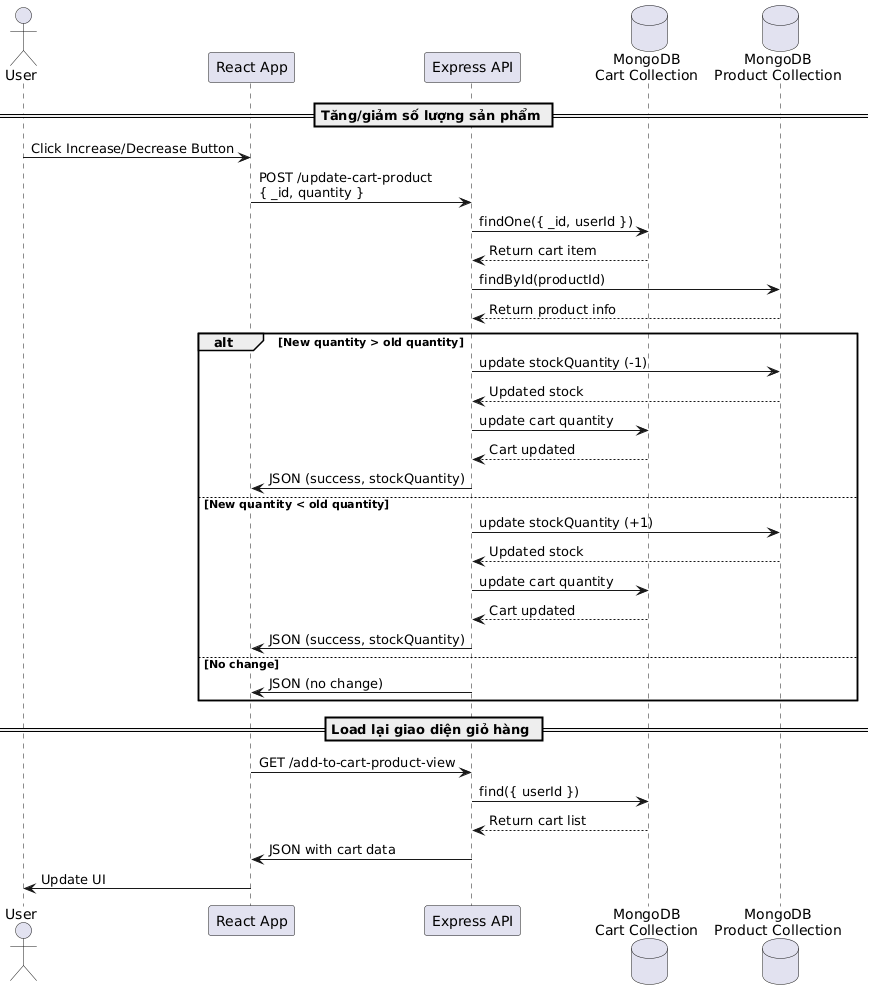 User
React App
Express API
MongoDB
Cart Collection
MongoDB
Product Collection
Tăng/giảm số lượng sản phẩm
Click Increase/Decrease Button
POST /update-cart-product
{ _id, quantity }
findOne({ _id, userId })
Return cart item
findById(productId)
Return product info
alt
[New quantity > old quantity]
update stockQuantity (-1)
Updated stock
update cart quantity
Cart updated
JSON (success, stockQuantity)
[New quantity < old quantity]
update stockQuantity (+1)
Updated stock
update cart quantity
Cart updated
JSON (success, stockQuantity)
[No change]
JSON (no change)
Load lại giao diện giỏ hàng
GET /add-to-cart-product-view
find({ userId })
Return cart list
JSON with cart data
Update UI
User
React App
Express API
MongoDB
Cart Collection
MongoDB
Product Collection